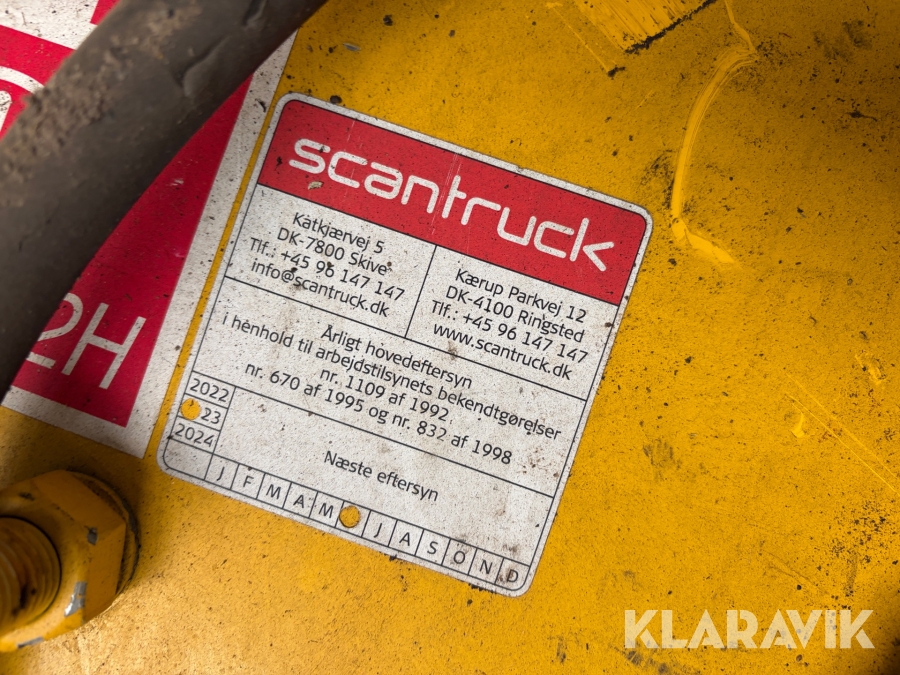 scantruck
Katkjærvej 5
DK-7800 Skive
Tlf.: +45 96 147 147
info@scantruck.dk
Kærup Parkvej 12
DK-4100 Ringsted
Tlf.: +45 96 147 147
www.scantruck.dk
Årligt hovedeftersyn
i henhold til arbejdstilsynets bekendtgørelser
nr. 1109 af 1992
nr. 670 af 1995 og nr. 832 af 1998
2022
23
2024
Næste eftersyn
J F M A M J A S O N D
2H
KLARAVIK